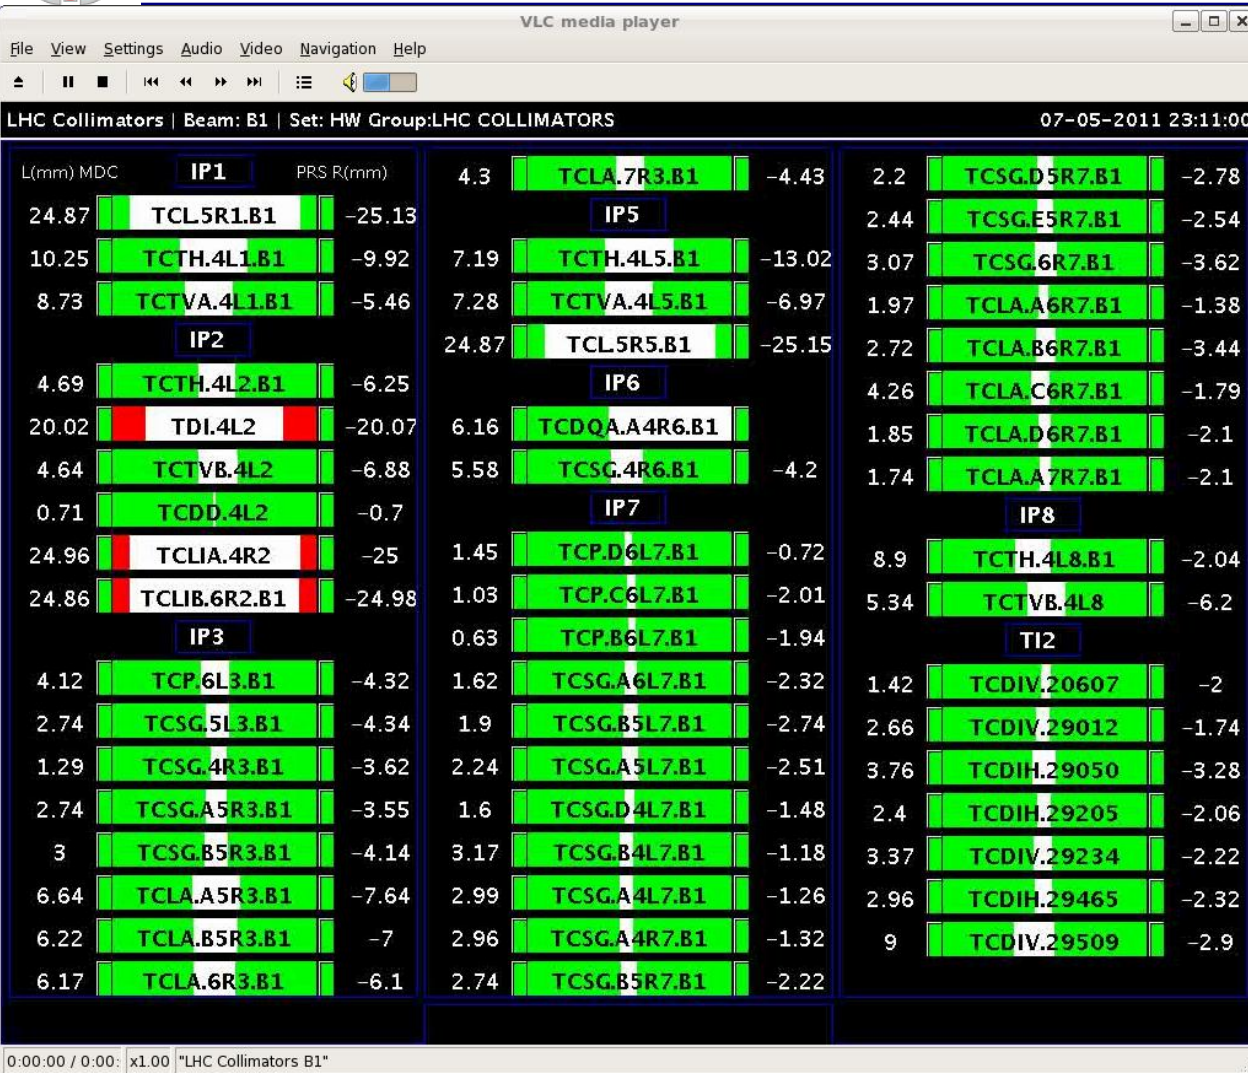 VLC media player
File View Settings Audio Video Navigation Help
LHC Collimators | Beam: B1 | Set: HW Group:LHC COLLIMATORS 07-05-2011 23:11:00
L(mm) MDC IP1 PRS R(mm)
24.87 TCL.5R1.B1 -25.13
10.25 TCTH.4L1.B1 -9.92
8.73 TCTVA.4L1.B1 -5.46
IP2
4.69 TCTH.4L2.B1 -6.25
20.02 TDI.4L2 -20.07
4.64 TCTVB.4L2 -6.88
0.71 TCDD.4L2 -0.7
24.96 TCLIA.4R2 -25
24.86 TCLIB.6R2.B1 -24.98
IP3
4.12 TCP.6L3.B1 -4.32
2.74 TCSG.5L3.B1 -4.34
1.29 TCSG.4R3.B1 -3.62
2.74 TCSG.A5R3.B1 -3.55
3 TCSG.B5R3.B1 -4.14
6.64 TCLA.A5R3.B1 -7.64
6.22 TCLA.B5R3.B1 -7
6.17 TCLA.6R3.B1 -6.1
4.3 TCLA.7R3.B1 -4.43
IP5
7.19 TCTH.4L5.B1 -13.02
7.28 TCTVA.4L5.B1 -6.97
24.87 TCL.5R5.B1 -25.15
IP6
6.16 TCDQA.A4R6.B1
5.58 TCSG.4R6.B1 -4.2
IP7
1.45 TCP.D6L7.B1 -0.72
1.03 TCP.C6L7.B1 -2.01
0.63 TCP.B6L7.B1 -1.94
1.62 TCSG.A6L7.B1 -2.32
1.9 TCSG.B5L7.B1 -2.74
2.24 TCSG.A5L7.B1 -2.51
1.6 TCSG.D4L7.B1 -1.48
3.17 TCSG.B4L7.B1 -1.18
2.99 TCSG.A4L7.B1 -1.26
2.96 TCSG.A4R7.B1 -1.32
2.74 TCSG.B5R7.B1 -2.22
2.2 TCSG.D5R7.B1 -2.78
2.44 TCSG.E5R7.B1 -2.54
3.07 TCSG.6R7.B1 -3.62
1.97 TCLA.A6R7.B1 -1.38
2.72 TCLA.B6R7.B1 -3.44
4.26 TCLA.C6R7.B1 -1.79
1.85 TCLA.D6R7.B1 -2.1
1.74 TCLA.A7R7.B1 -2.1
IP8
8.9 TCTH.4L8.B1 -2.04
5.34 TCTVB.4L8 -6.2
TI2
1.42 TCDIV.20607 -2
2.66 TCDIV.29012 -1.74
3.76 TCDIH.29050 -3.28
2.4 TCDIH.29205 -2.06
3.37 TCDIV.29234 -2.22
2.96 TCDIH.29465 -2.32
9 TCDIV.29509 -2.9
0:00:00 / 0:00: x1.00 "LHC Collimators B1"